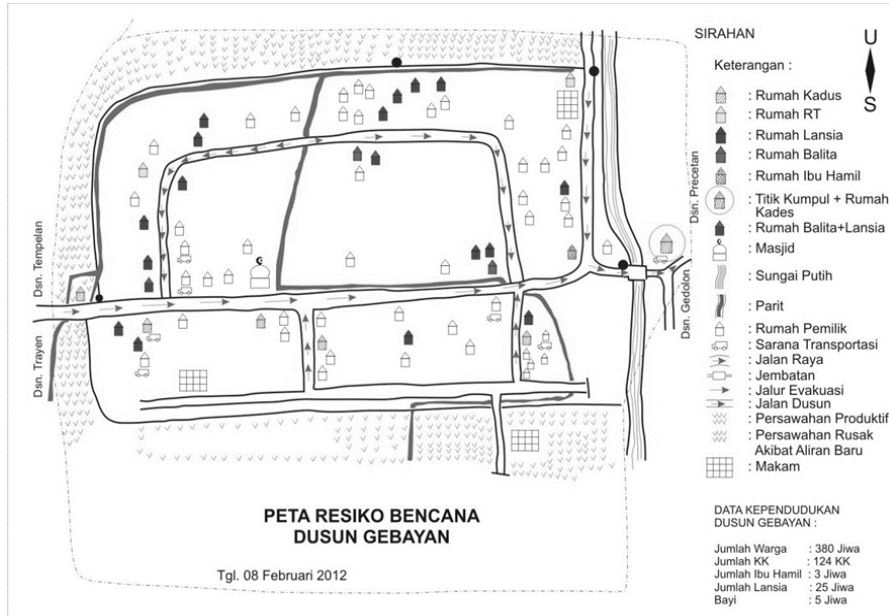 SIRAHAN
U
S
Keterangan :
: Rumah Kadus
: Rumah RT
: Rumah Lansia
: Rumah Balita
: Rumah Ibu Hamil
: Titik Kumpul + Rumah
Kades
: Rumah Balita+Lansia
: Masjid
: Sungai Putih
: Parit
: Rumah Pemilik
: Sarana Transportasi
: Jalan Raya
: Jembatan
: Jalur Evakuasi
: Jalan Dusun
: Persawahan Produktif
: Persawahan Rusak
Akibat Aliran Baru
: Makam
Dsn. Tempelan
Dsn. Trayen
Dsn. Precetan
Dsn. Gedolon
PETA RESIKO BENCANA
DUSUN GEBAYAN
Tgl. 08 Februari 2012
DATA KEPENDUDUKAN
DUSUN GEBAYAN :
Jumlah Warga : 380 Jiwa
Jumlah KK : 124 KK
Jumlah Ibu Hamil : 3 Jiwa
Jumlah Lansia : 25 Jiwa
Bayi : 5 Jiwa